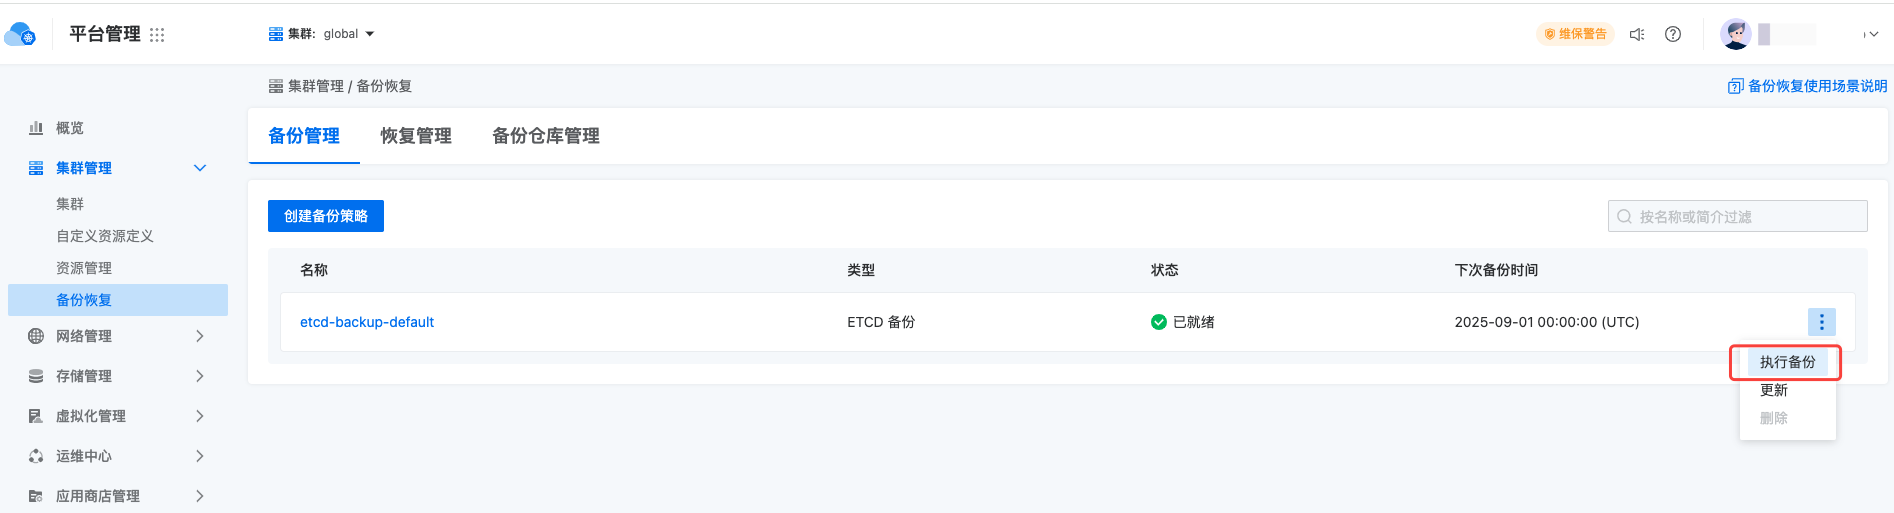 平台管理
集群: global
维保警告
集群管理 / 备份恢复
备份恢复使用场景说明
概览
集群管理
集群
自定义资源定义
资源管理
备份恢复
网络管理
存储管理
虚拟化管理
运维中心
应用商店管理
备份管理 恢复管理 备份仓库管理
创建备份策略
按名称或简介过滤
名称 类型 状态 下次备份时间
etcd-backup-default ETCD 备份 已就绪 2025-09-01 00:00:00 (UTC)
执行备份
更新
删除